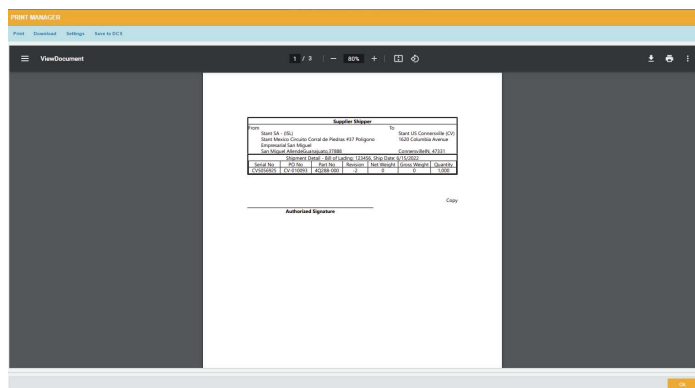 PRINT MANAGER
Print Download Settings Save to DCS
ViewDocument 1 / 3 80%
Supplier Shipper
From To
Stant SA - (ISL) Stant US Connersville (CV)
Stant Mexico Circuito Corral de Piedras #37 Poligono 1620 Columbia Avenue
Empresarial San Miguel
San Miquel AllendeGuanajuato,37888 ConnersvilleIN, 47331
Shipment Detail - Bill of Lading: 123456, Ship Date: 6/15/2022
Serial No PO No Part No Revision Net Weight Gross Weight Quantity
CVS056925 CV-010093 4Q288-000 -2 0 0 1,000
Copy
Authorized Signature
Ok